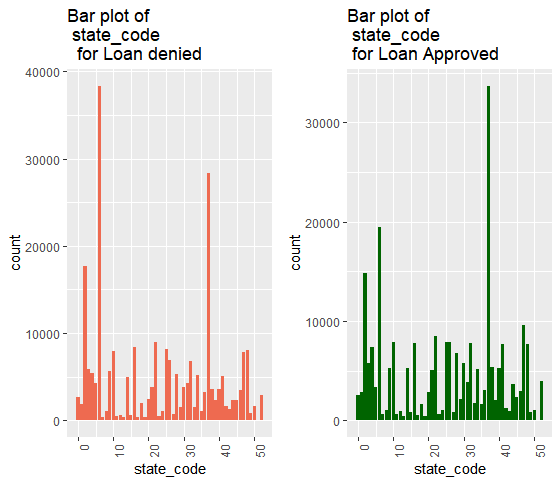 Bar plot of
state_code
for Loan denied
40000
30000
20000
10000
0
count
0 10 20 30 40 50
state_code
Bar plot of
state_code
for Loan Approved
30000
20000
10000
0
count
0 10 20 30 40 50
state_code